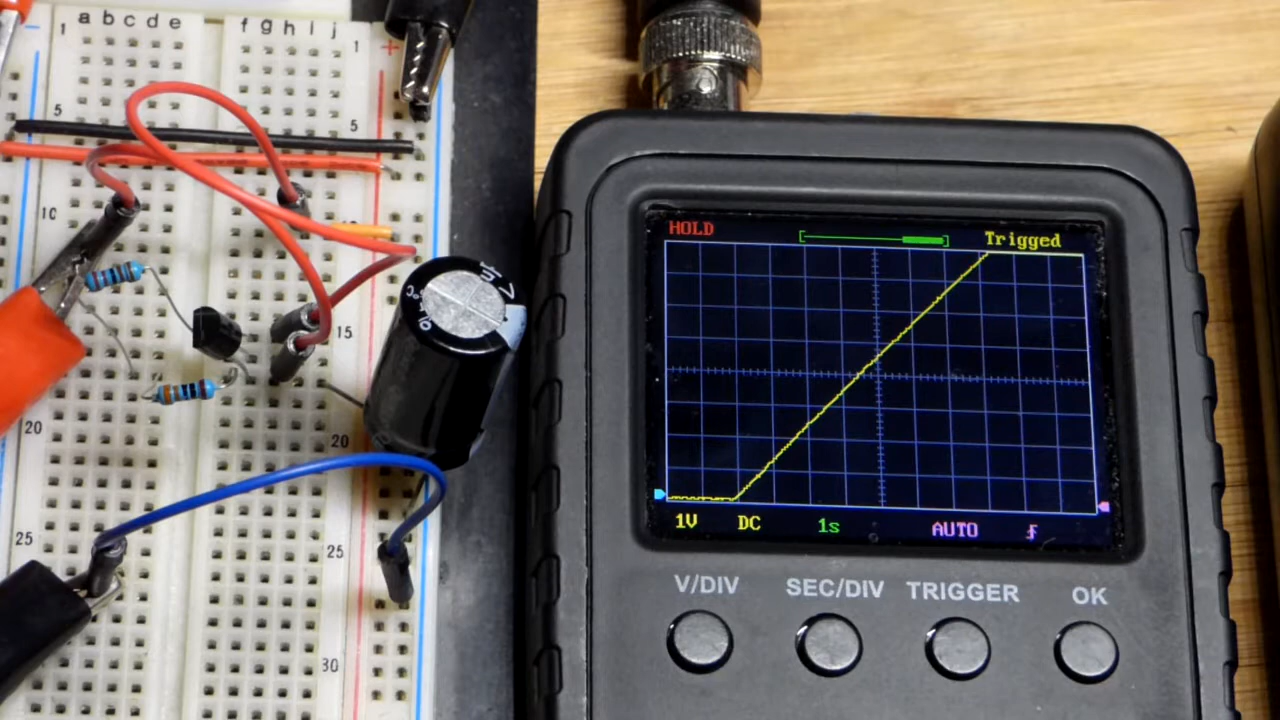 a b c d e f g h i j
1 1
+
5 5
10
15
20 20
25 25
30
HOLD
Trigged
1V DC 1s AUTO
V/DIV SEC/DIV TRIGGER OK